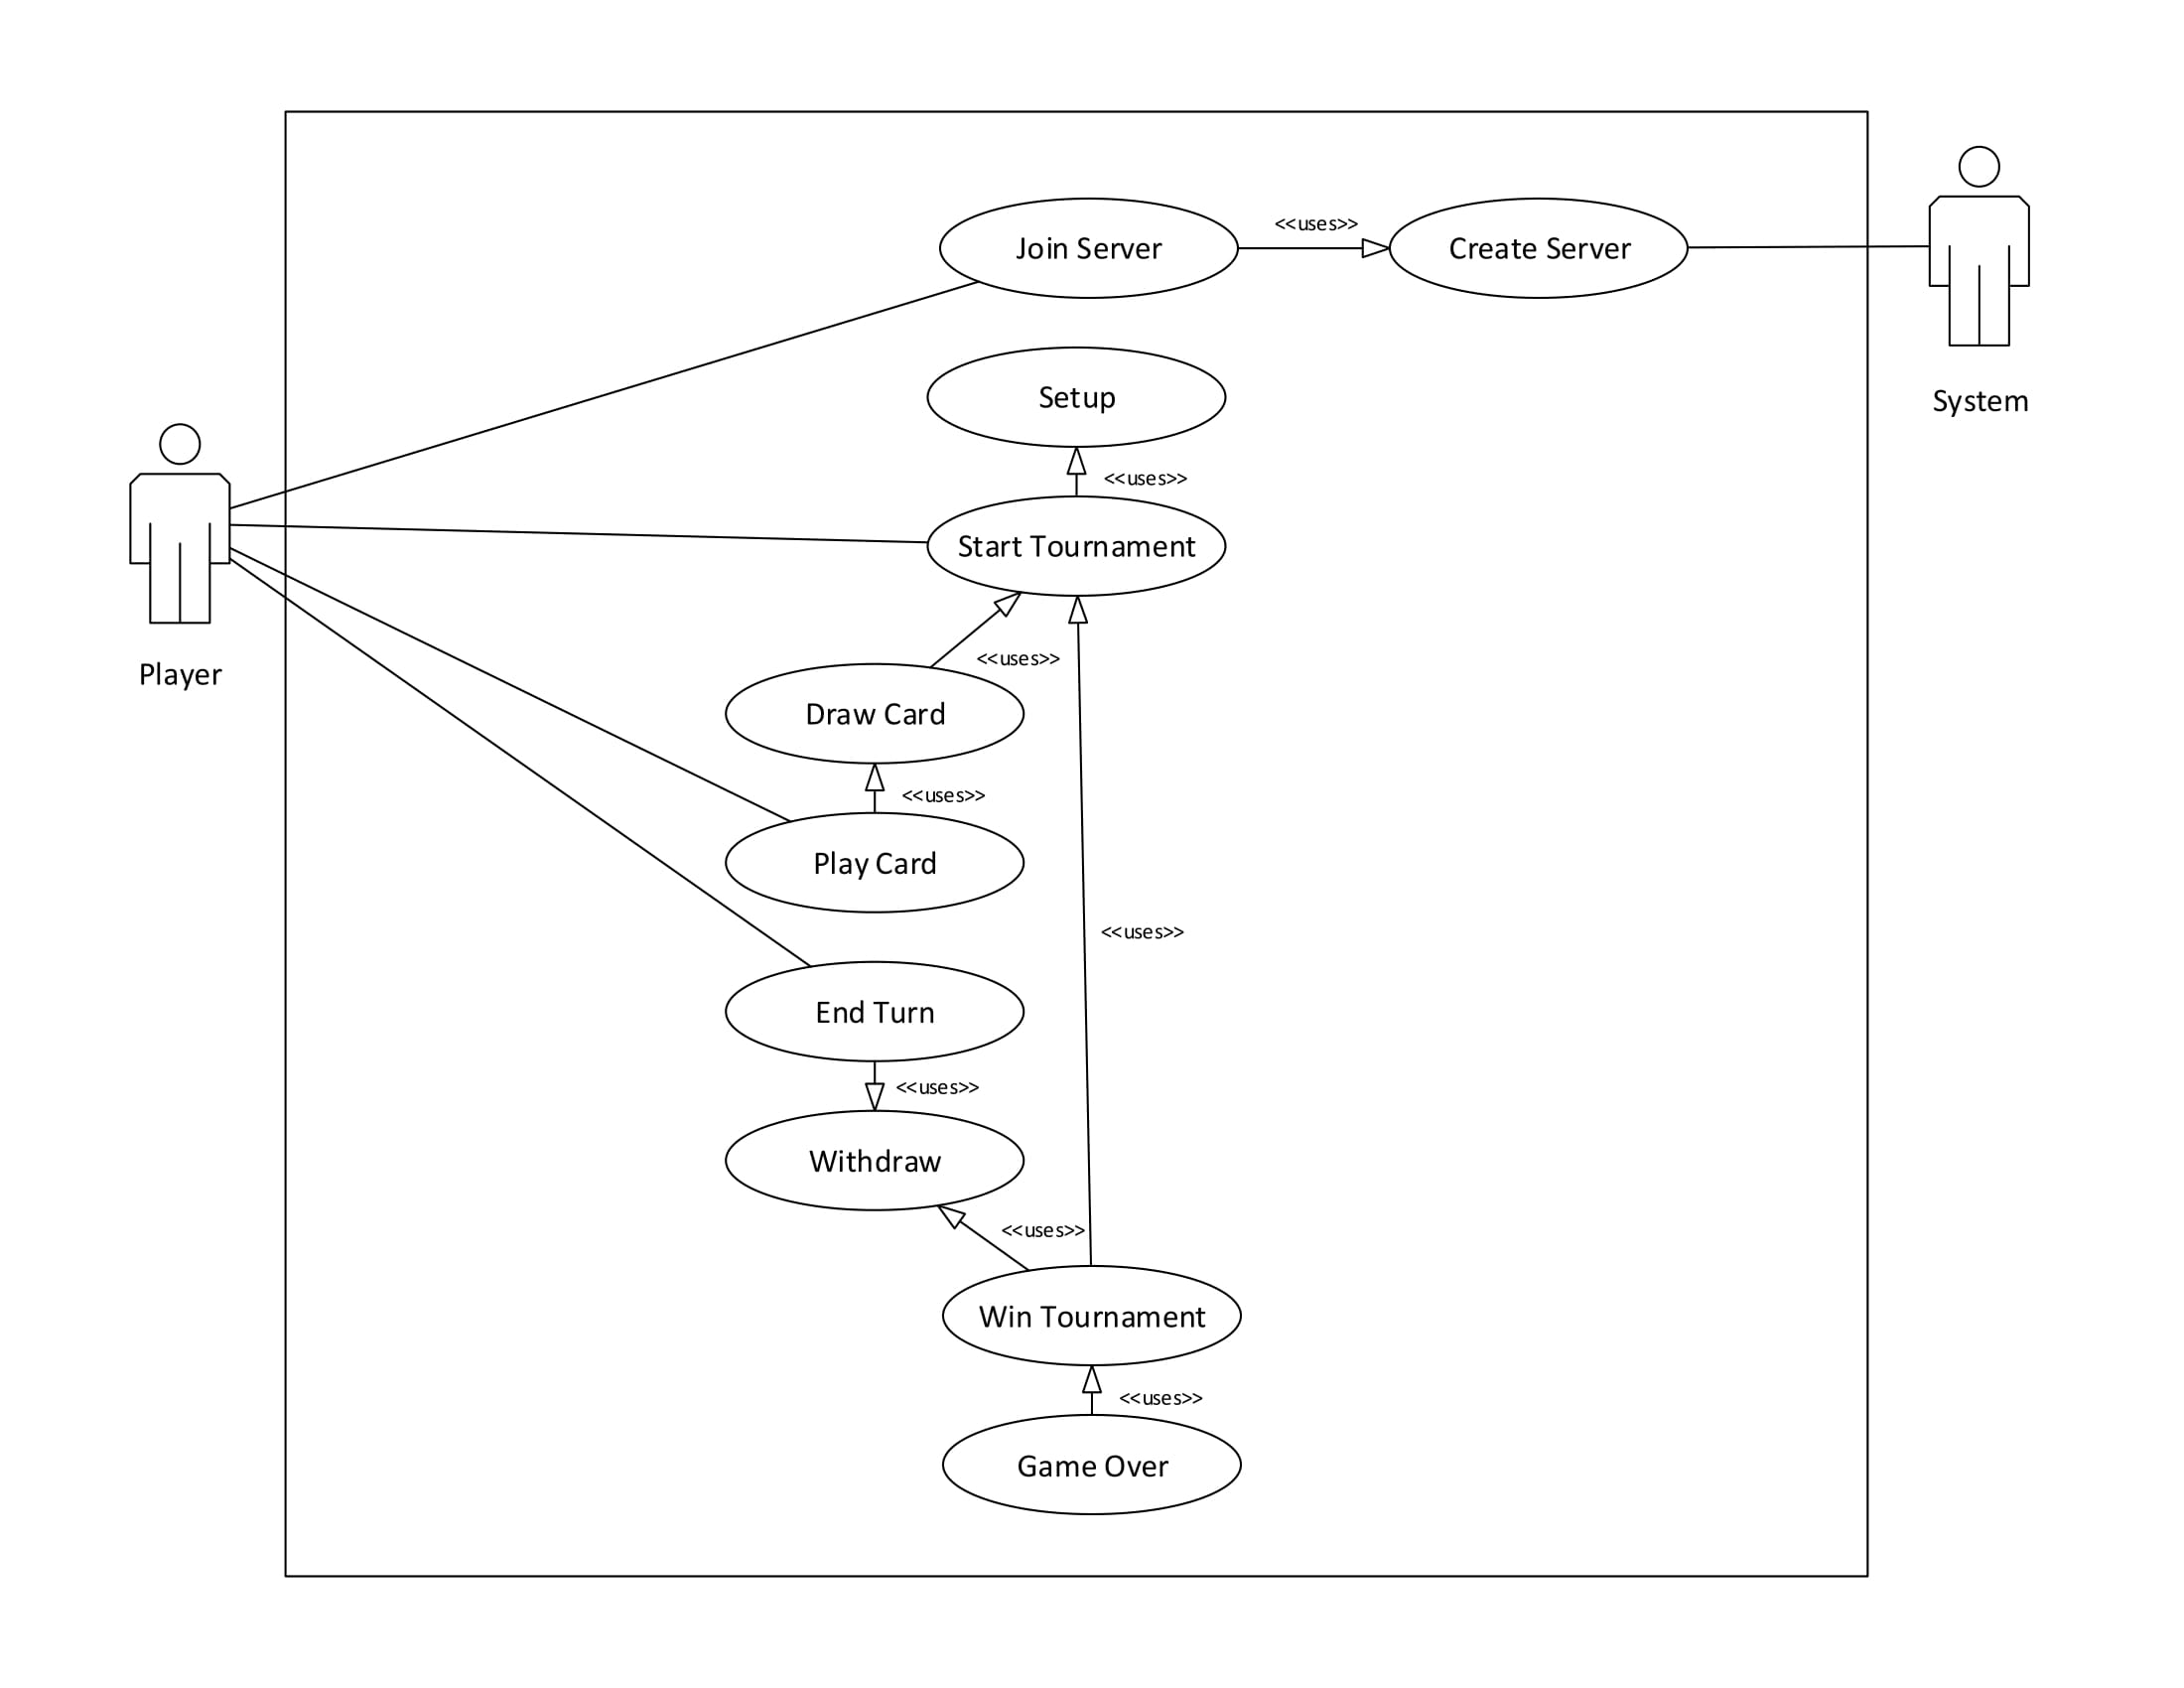 <<uses>>
Join Server
Create Server
Setup
System
<<uses>>
Start Tournament
Player
<<uses>>
Draw Card
<<uses>>
Play Card
<<uses>>
End Turn
<<uses>>
Withdraw
<<uses>>
Win Tournament
<<uses>>
Game Over